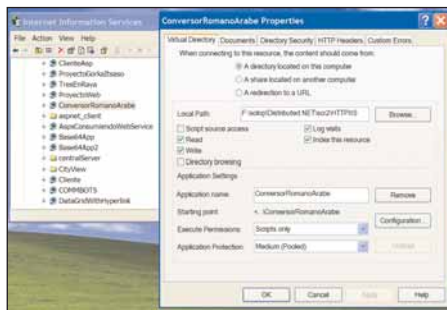 Internet Information Services
File Action View Help
ClienteAsp
ProyectoGorkaItsaso
TresEnRaya
ProyectoWeb
ConversorRomanoArabe
aspnet_client
AspxConsumiendoWebService
Base64App
Base64App2
centralServer
CityView
Cliente
COMMBOTS
DataGridWithHyperlink
ConversorRomanoArabe Properties
Virtual Directory Documents Directory Security HTTP Headers Custom Errors
When connecting to this resource, the content should come from:
A directory located on this computer
A share located on another computer
A redirection to a URL
Local Path:
Browse...
Script source access
Log visits
Read
Index this resource
Write
Directory browsing
Application Settings
Application name: ConversorRomanoArabe Remove
Starting point: <...\ConversorRomanoArabe
Configuration...
Execute Permissions: Scripts only
Application Protection: Medium (Pooled) Unload
OK Cancel Apply Help